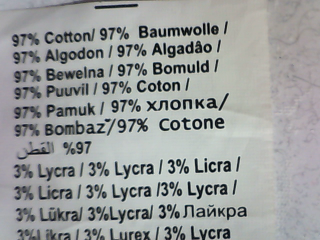 97% Cotton/ 97% Baumwolle /
97% Algodon / 97% Algadâo /
97% Bewelna / 97% Bomuld /
97% Puuvil / 97% Coton /
97% Pamuk / 97% хлопка/
97% Bombaz/97% Cotone
97% القطن
3% Lycra / 3% Lycra / 3% Licra /
3% Licra / 3% Lycra /3% Lycra /
3% Lükra/ 3%Lycra/ 3% Лайкра
3% Likra / 3% Lurex / 3% Lycra